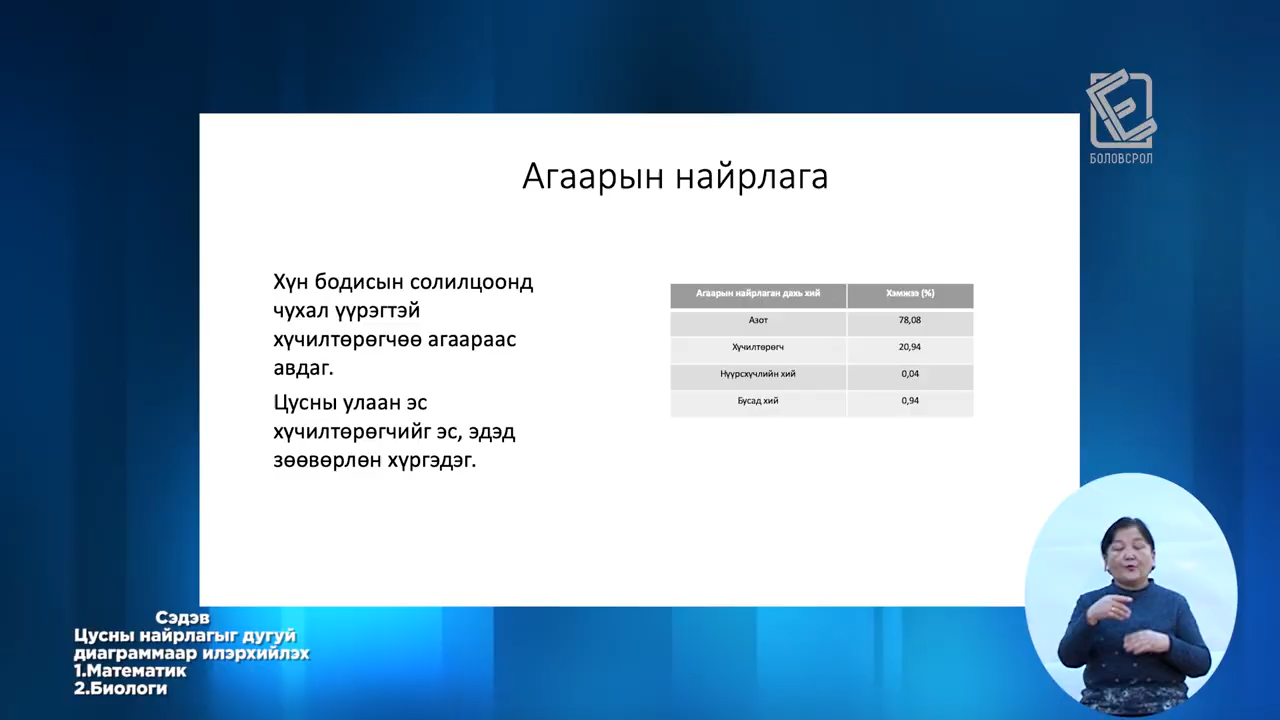 БОЛОВСРОЛ
Агаарын найрлага
Хүн бодисын солилцоонд
чухал үүрэгтэй
хүчилтөрөгчөө агаараас
авдаг.
Цусны улаан эс
хүчилтөрөгчийг эс, эдэд
зөөвөрлөн хүргэдэг.
Агаарын найрлаган дахь хий Хэмжээ (%)
Азот 78,08
Хүчилтөрөгч 20,94
Нүүрсхүчлийн хий 0,04
Бусад хий 0,94
Сэдэв
Цусны найрлагыг дугуй
диаграммаар илэрхийлэх
1.Математик
2.Биологи